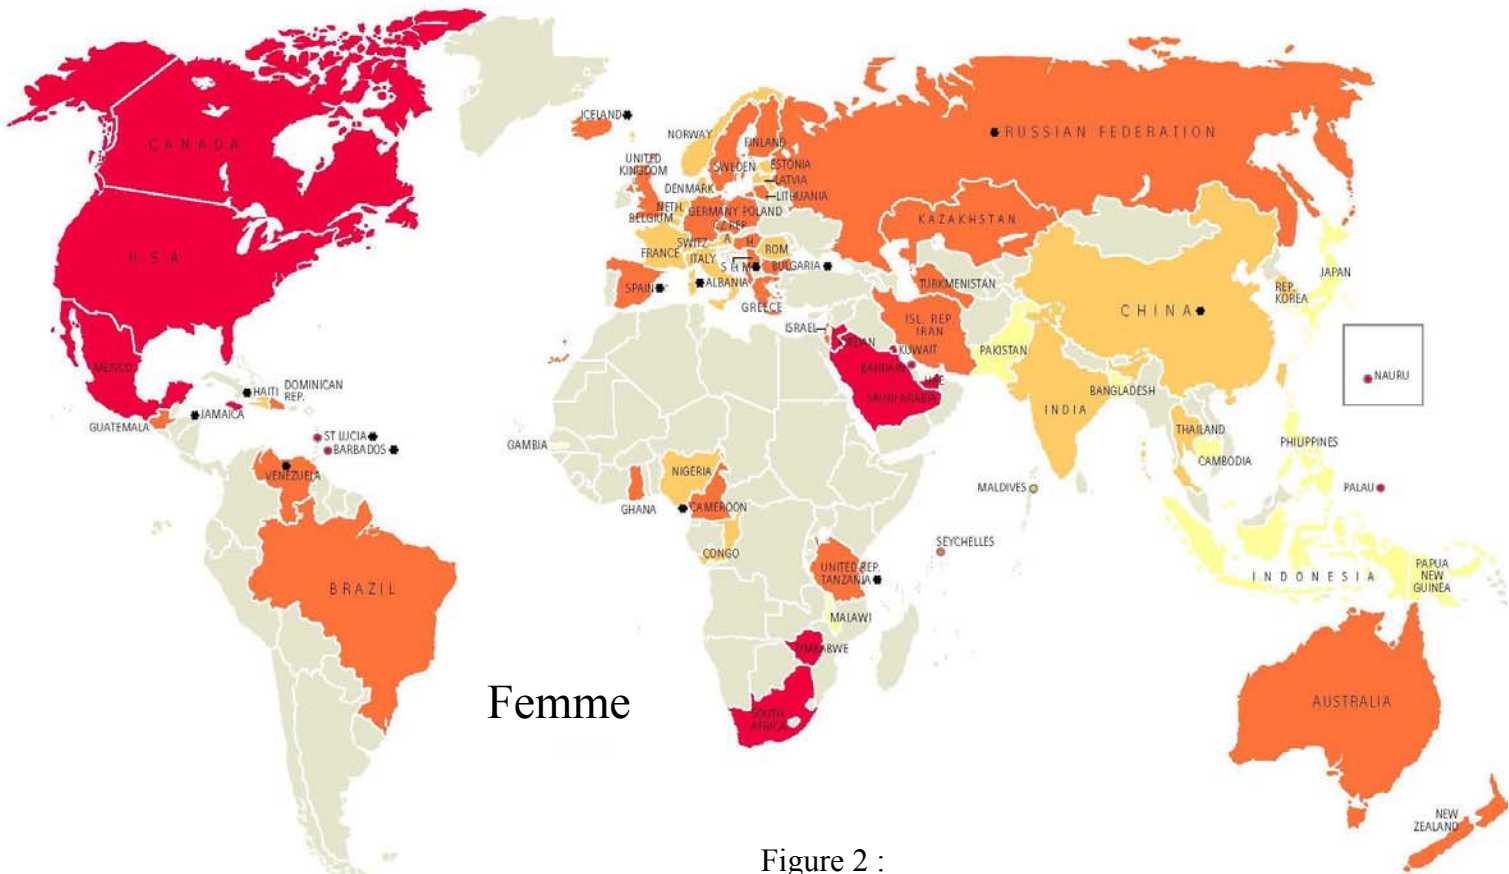 CANADA
USA
MEXICO
GUATEMALA
HAITI
DOMINICAN
REP.
JAMAICA
ST LUCIA
BARBADOS
VENEZUELA
BRAZIL
ICELAND
NORWAY
UNITED
KINGDOM
SWEDEN
FINLAND
ESTONIA
LATVIA
LITHUANIA
DENMARK
NETH.
BELGIUM
GERMANY
POLAND
CZ REP.
FRANCE
SWITZ.
A
H
ROM
ITALY
S & M
BULGARIA
SPAIN
ALBANIA
GREECE
RUSSIAN FEDERATION
KAZAKHSTAN
TURKMENISTAN
ISRAEL
JORDAN
ISL. REP.
IRAN
KUWAIT
BAHRAIN
UAE
SAUDI ARABIA
PAKISTAN
CHINA
REP.
KOREA
JAPAN
INDIA
BANGLADESH
THAILAND
CAMBODIA
PHILIPPINES
NAURU
PALAU
MALDIVES
GAMBIA
GHANA
NIGERIA
CAMEROON
CONGO
UNITED REP.
TANZANIA
SEYCHELLES
MALAWI
ZIMBABWE
SOUTH
AFRICA
INDONESIA
PAPUA
NEW
GUINEA
AUSTRALIA
NEW
ZEALAND
Femme
Figure 2 :